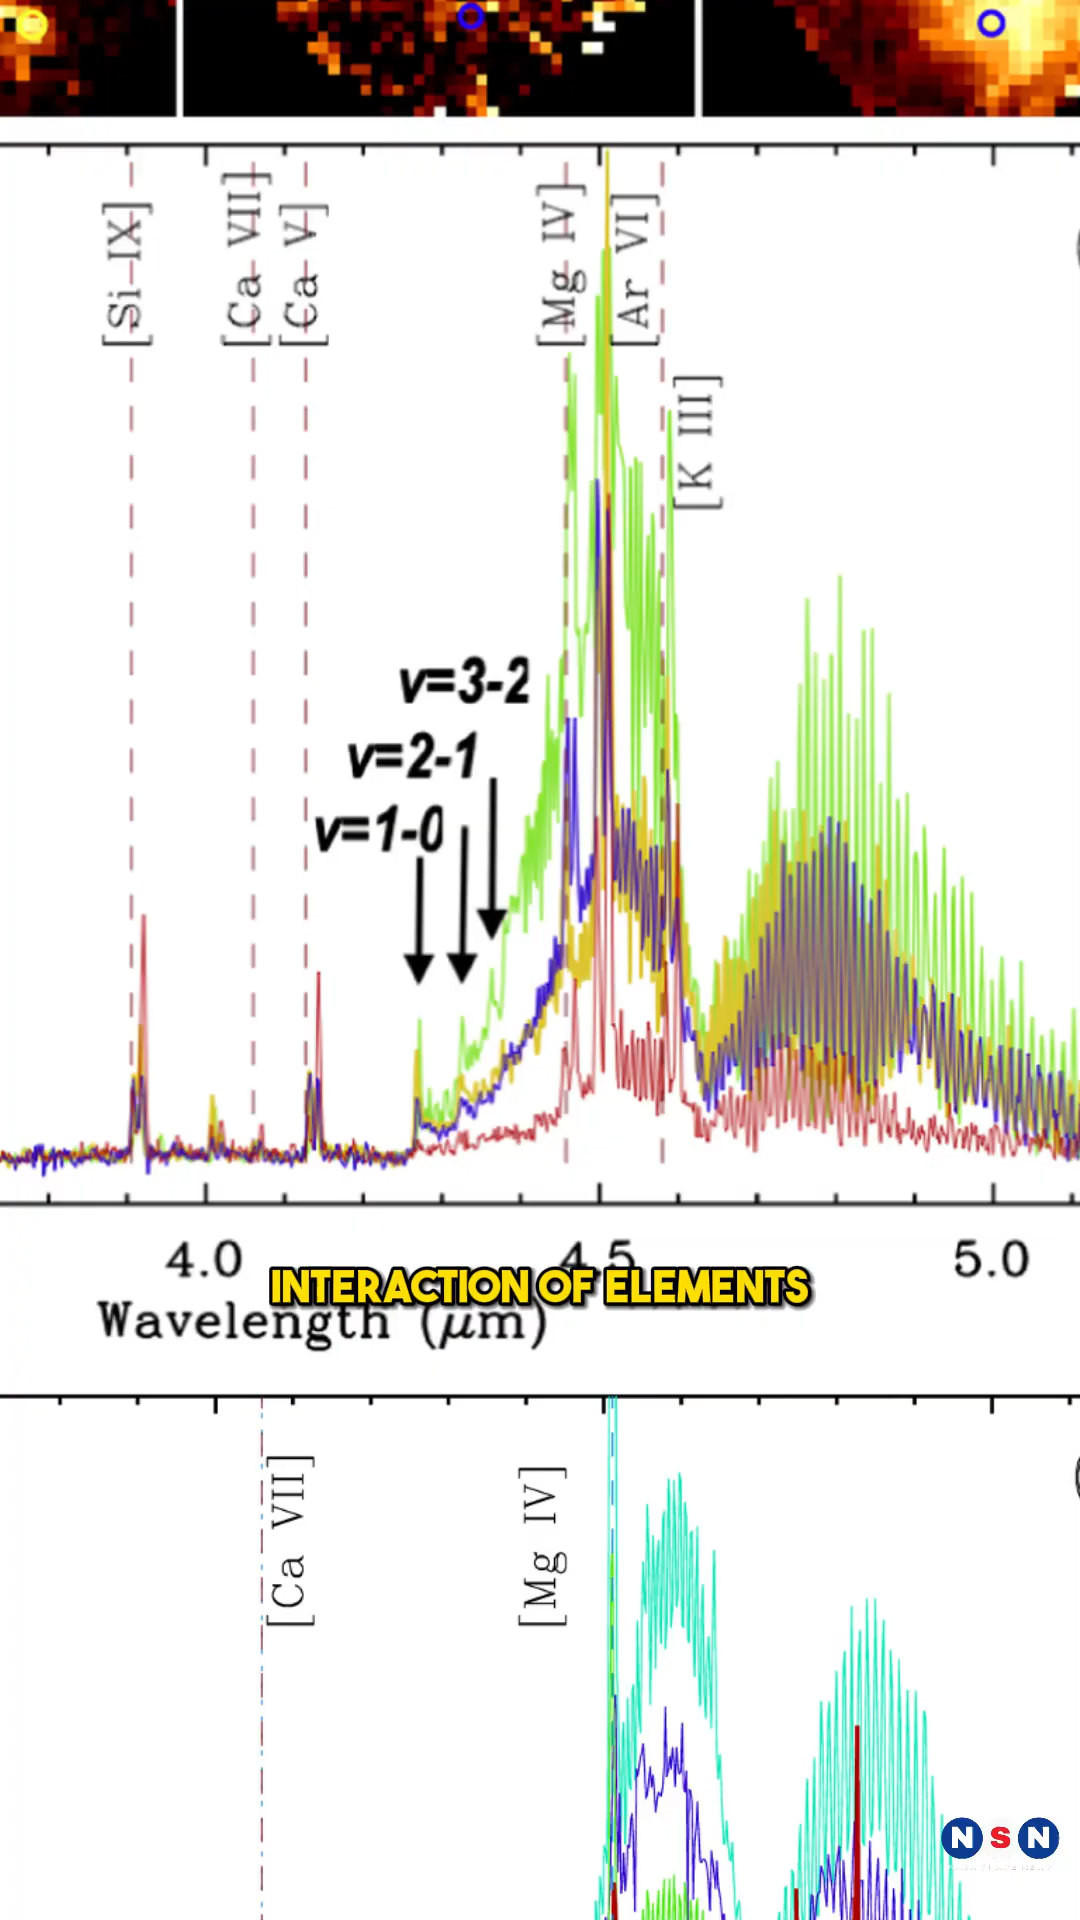 [Si IX]
[Ca VII]
[Ca V]
[Mg IV]
[Ar VI]
[K III]
v=3-2
v=2-1
v=1-0
4.0 4.5 5.0
INTERACTION OF ELEMENTS
Wavelength (μm)
[Ca VII]
[Mg IV]
NSN